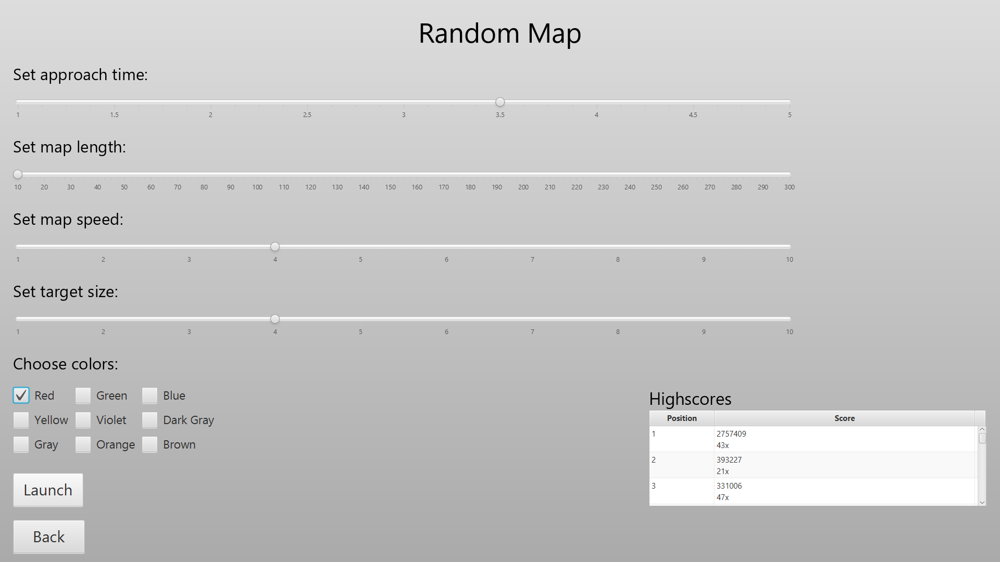 Random Map
Set approach time:
1 1.5 2 2.5 3 3.5 4 4.5 5
Set map length:
10 20 30 40 50 60 70 80 90 100 110 120 130 140 150 160 170 180 190 200 210 220 230 240 250 260 270 280 290 300
Set map speed:
1 2 3 4 5 6 7 8 9 10
Set target size:
1 2 3 4 5 6 7 8 9 10
Choose colors:
Red Green Blue
Yellow Violet Dark Gray
Gray Orange Brown
Launch
Back
Highscores
Position Score
1 2757409
43x
2 393227
21x
3 331006
47x